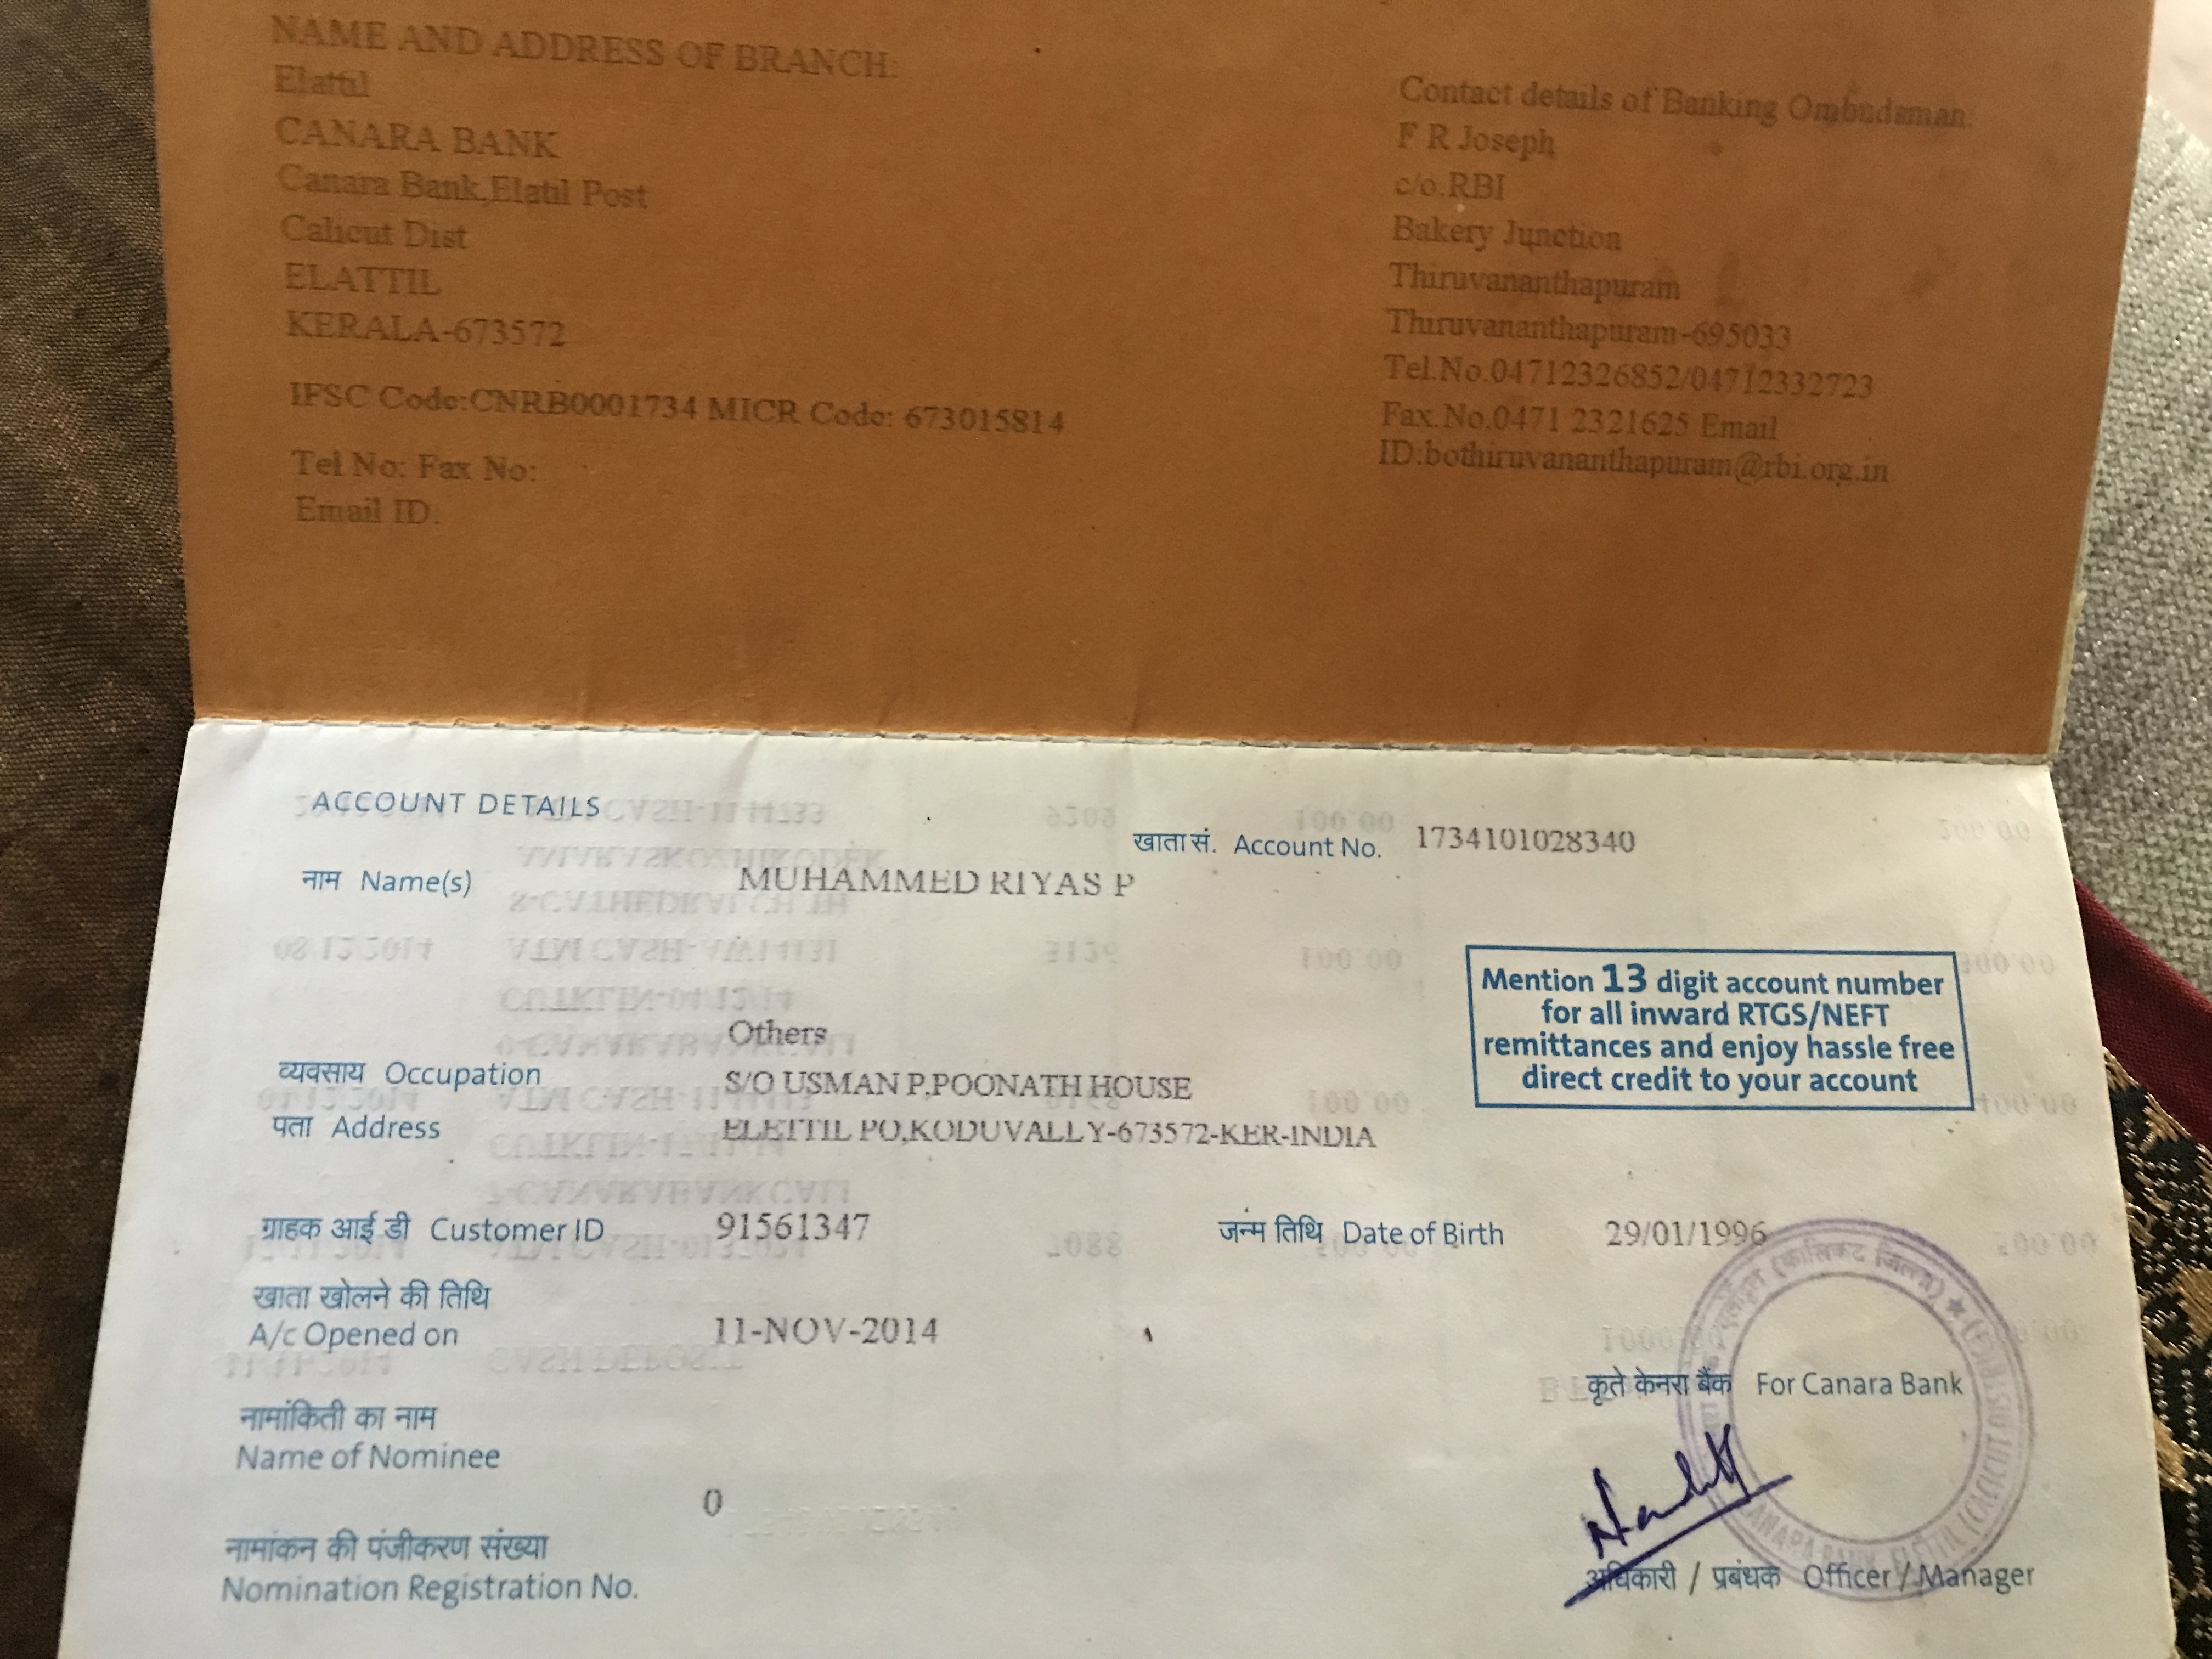 NAME AND ADDRESS OF BRANCH:
Elattil
CANARA BANK
Canara Bank,Elatil Post
Calicut Dist
ELATTIL
KERALA-673572
IFSC Code:CNRB0001734 MICR Code: 673015814
Tel No: Fax No:
Email ID:
Contact details of Banking Ombudsman:
F R Joseph,
c/o.RBI
Bakery Junction
Thiruvananthapuram
Thiruvananthapuram-695033
Tel.No.04712326852/04712332723
Fax.No.0471 2321625 Email
ID:bothiruvananthapuram@rbi.org.in
ACCOUNT DETAILS
खाता सं. Account No. 1734101028340
नाम Name(s) MUHAMMED RIYAS P
Mention 13 digit account number
for all inward RTGS/NEFT
remittances and enjoy hassle free
direct credit to your account
व्यवसाय Occupation Others
पता Address S/O USMAN P,POONATH HOUSE
ELETTIL PO,KODUVALLY-673572-KER-INDIA
ग्राहक आई डी Customer ID 91561347 जन्म तिथि Date of Birth 29/01/1996
खाता खोलने की तिथि
A/c Opened on 11-NOV-2014
नामांकिती का नाम
Name of Nominee
कृते केनरा बैंक For Canara Bank
नामांकन की पंजीकरण संख्या
Nomination Registration No. 0
अधिकारी / प्रबंधक Officer / Manager